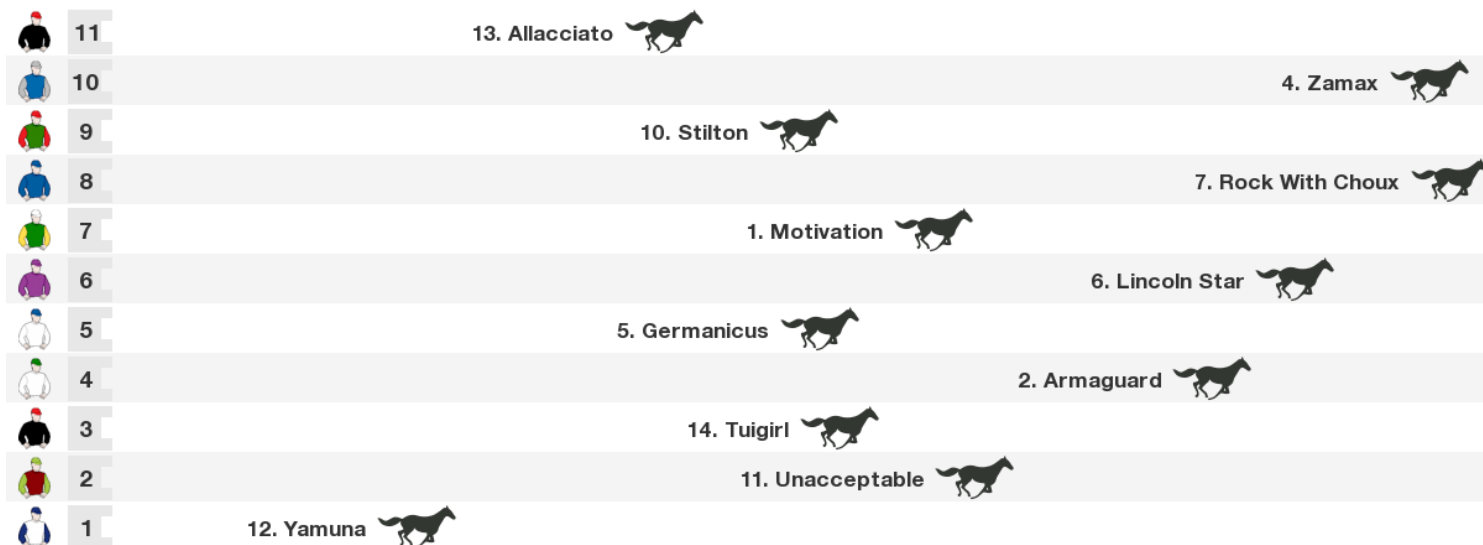 11 13. Allacciato
10 4. Zamax
9 10. Stilton
8 7. Rock With Choux
7 1. Motivation
6 6. Lincoln Star
5 5. Germanicus
4 2. Armaguard
3 14. Tuigirl
2 11. Unacceptable
1 12. Yamuna